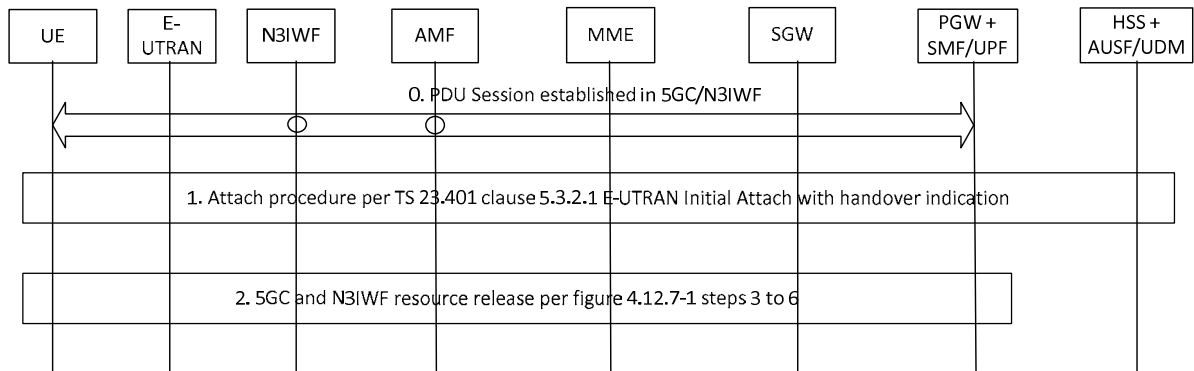 UE
E-
UTRAN
N3IWF
AMF
MME
SGW
PGW +
SMF/UPF
HSS +
AUSF/UDM
0. PDU Session established in 5GC/N3IWF
1. Attach procedure per TS 23.401 clause 5.3.2.1 E-UTRAN Initial Attach with handover indication
2. 5GC and N3IWF resource release per figure 4.12.7-1 steps 3 to 6